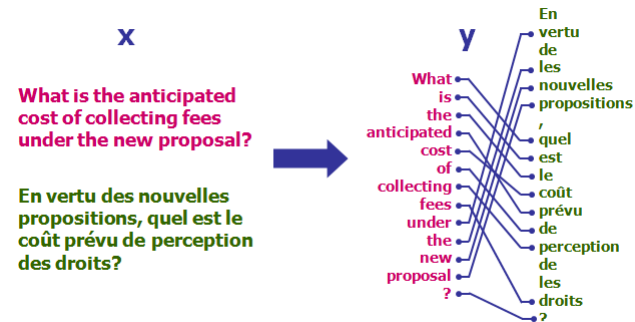 x
What is the anticipated
cost of collecting fees
under the new proposal?
En vertu des nouvelles
propositions, quel est le
coût prévu de perception
des droits?
y
What
is
the
anticipated
cost
of
collecting
fees
under
the
new
proposal
?
En
vertu
de
les
nouvelles
propositions
,
quel
est
le
coût
prévu
de
perception
de
les
droits
?